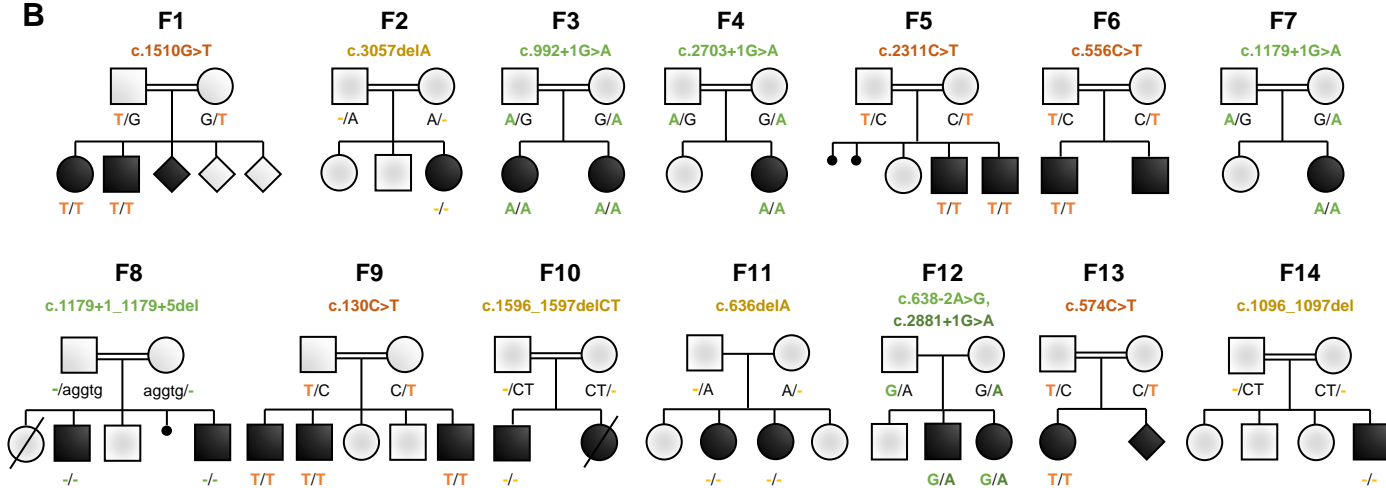 B
F1 F2 F3 F4 F5 F6 F7
c.1510G>T c.3057delA c.992+1G>A c.2703+1G>A c.2311C>T c.556C>T c.1179+1G>A
T/G G/T -/A A/- A/G G/A A/G G/A T/C C/T T/C C/T A/G G/A
T/T T/T -/- A/A A/A A/A T/T T/T T/T A/A
F8 F9 F10 F11 F12 F13 F14
c.1179+1_1179+5del c.130C>T c.1596_1597delCT c.636delA c.638-2A>G, c.574C>T c.1096_1097del
c.2881+1G>A
-/aggtg aggtg/- T/C C/T -/CT CT/- -/A A/- G/A G/A T/C C/T -/CT CT/-
-/- -/- T/T T/T T/T -/- -/- -/- G/A G/A T/T -/-